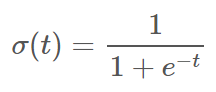 σ(t) = 1 / (1 + e^{-t})